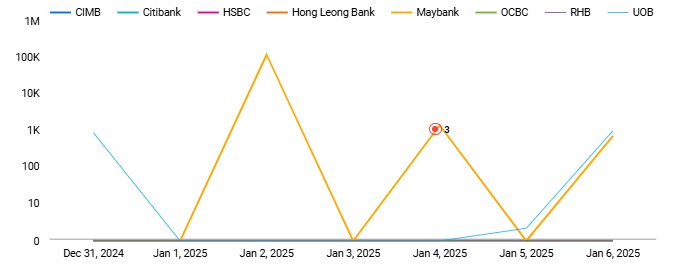 CIMB Citibank HSBC Hong Leong Bank Maybank OCBC RHB UOB
1M
100K
10K
1K
3
100
10
0
Dec 31, 2024 Jan 1, 2025 Jan 2, 2025 Jan 3, 2025 Jan 4, 2025 Jan 5, 2025 Jan 6, 2025